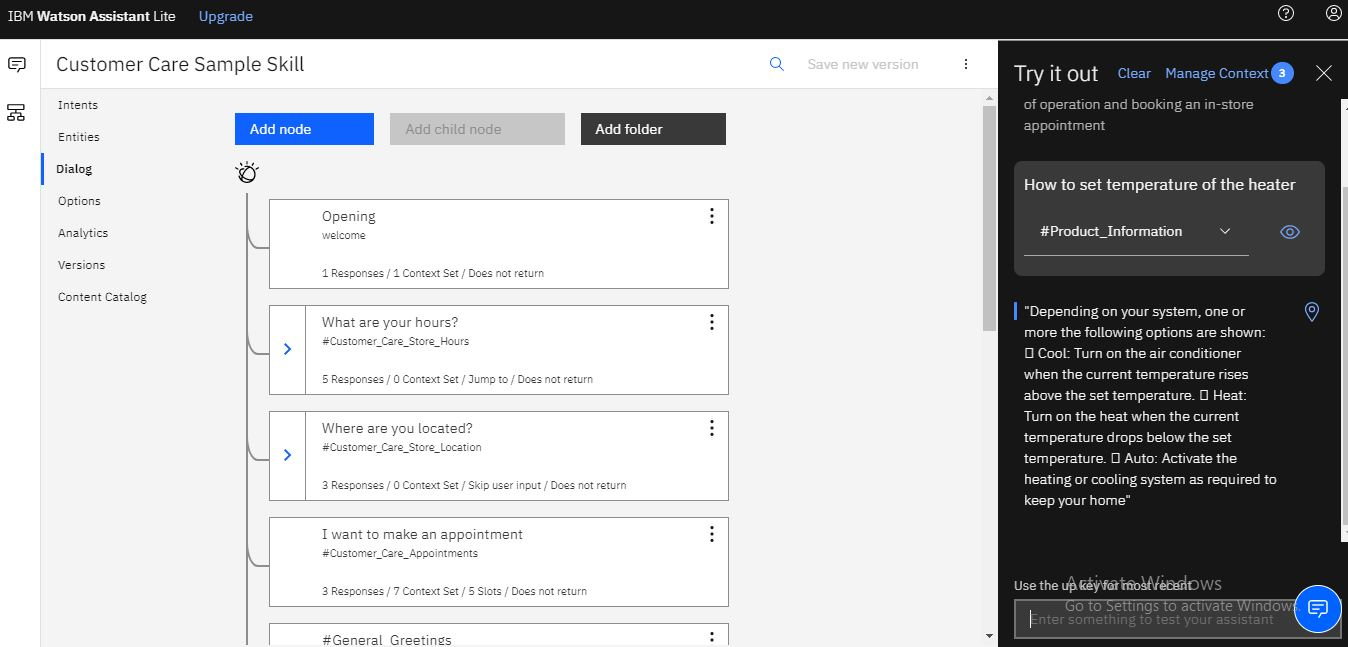 IBM Watson Assistant Lite Upgrade
Customer Care Sample Skill
Save new version
Intents
Entities
Dialog
Options
Analytics
Versions
Content Catalog
Add node
Add child node
Add folder
Opening
welcome
1 Responses / 1 Context Set / Does not return
What are your hours?
#Customer_Care_Store_Hours
5 Responses / 0 Context Set / Jump to / Does not return
Where are you located?
#Customer_Care_Store_Location
3 Responses / 0 Context Set / Skip user input / Does not return
I want to make an appointment
#Customer_Care_Appointments
3 Responses / 7 Context Set / 5 Slots / Does not return
#General_Greetings
Try it out Clear Manage Context 3
of operation and booking an in-store
appointment
How to set temperature of the heater
#Product_Information
"Depending on your system, one or
more the following options are shown:
▯ Cool: Turn on the air conditioner
when the current temperature rises
above the set temperature. ▯ Heat:
Turn on the heat when the current
temperature drops below the set
temperature. ▯ Auto: Activate the
heating or cooling system as required to
keep your home"
Use the up key for most recent
Activate Windows
Go to Settings to activate Windows.
Enter something to test your assistant